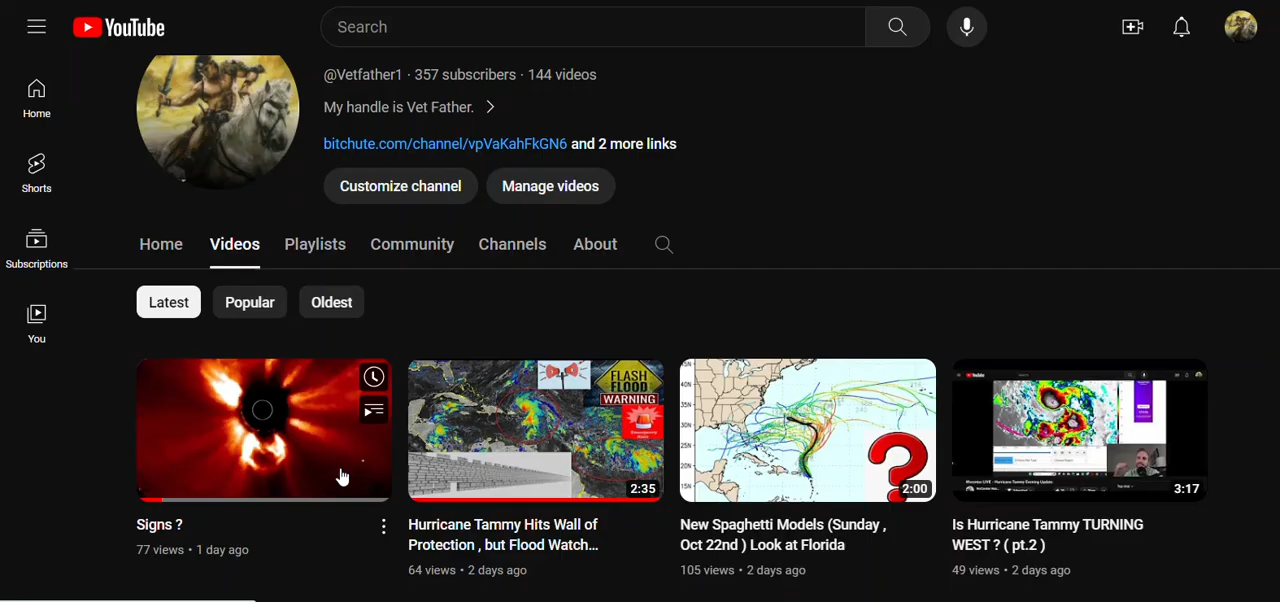 YouTube
Search
@Vetfather1 · 357 subscribers · 144 videos
My handle is Vet Father.
bitchute.com/channel/vpVaKahFkGN6 and 2 more links
Customize channel
Manage videos
Home
Shorts
Subscriptions
You
Home
Videos
Playlists
Community
Channels
About
Latest
Popular
Oldest
FLASH
FLOOD
WARNING
2:35
2:00
3:17
Signs ?
77 views • 1 day ago
Hurricane Tammy Hits Wall of
Protection , but Flood Watch...
64 views • 2 days ago
New Spaghetti Models (Sunday ,
Oct 22nd ) Look at Florida
105 views • 2 days ago
Is Hurricane Tammy TURNING
WEST ? ( pt.2 )
49 views • 2 days ago